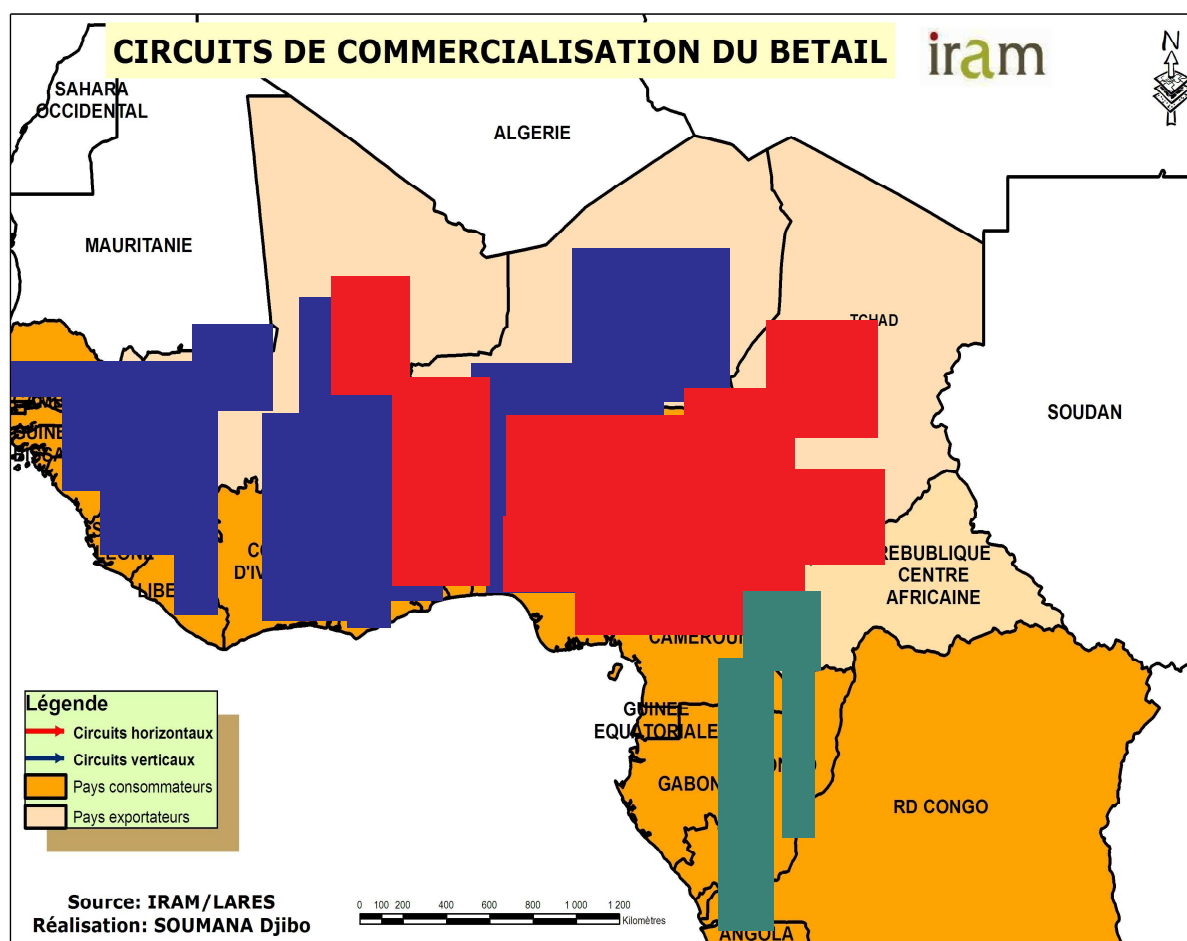 CIRCUITS DE COMMERCIALISATION DU BETAIL
iram
N
SAHARA
OCCIDENTAL
ALGERIE
MAURITANIE
TCHAD
SOUDAN
REBUBLIQUE
CENTRE
AFRICAINE
CAMEROUN
GUINEE
EQUATORIALE
GABON
RD CONGO
ANGOLA
Légende
Circuits horizontaux
Circuits verticaux
Pays consommateurs
Pays exportateurs
Source: IRAM/LARES
Réalisation: SOUMANA Djibo
0 100 200 400 600 800 1 000 1 200
Kilomètres